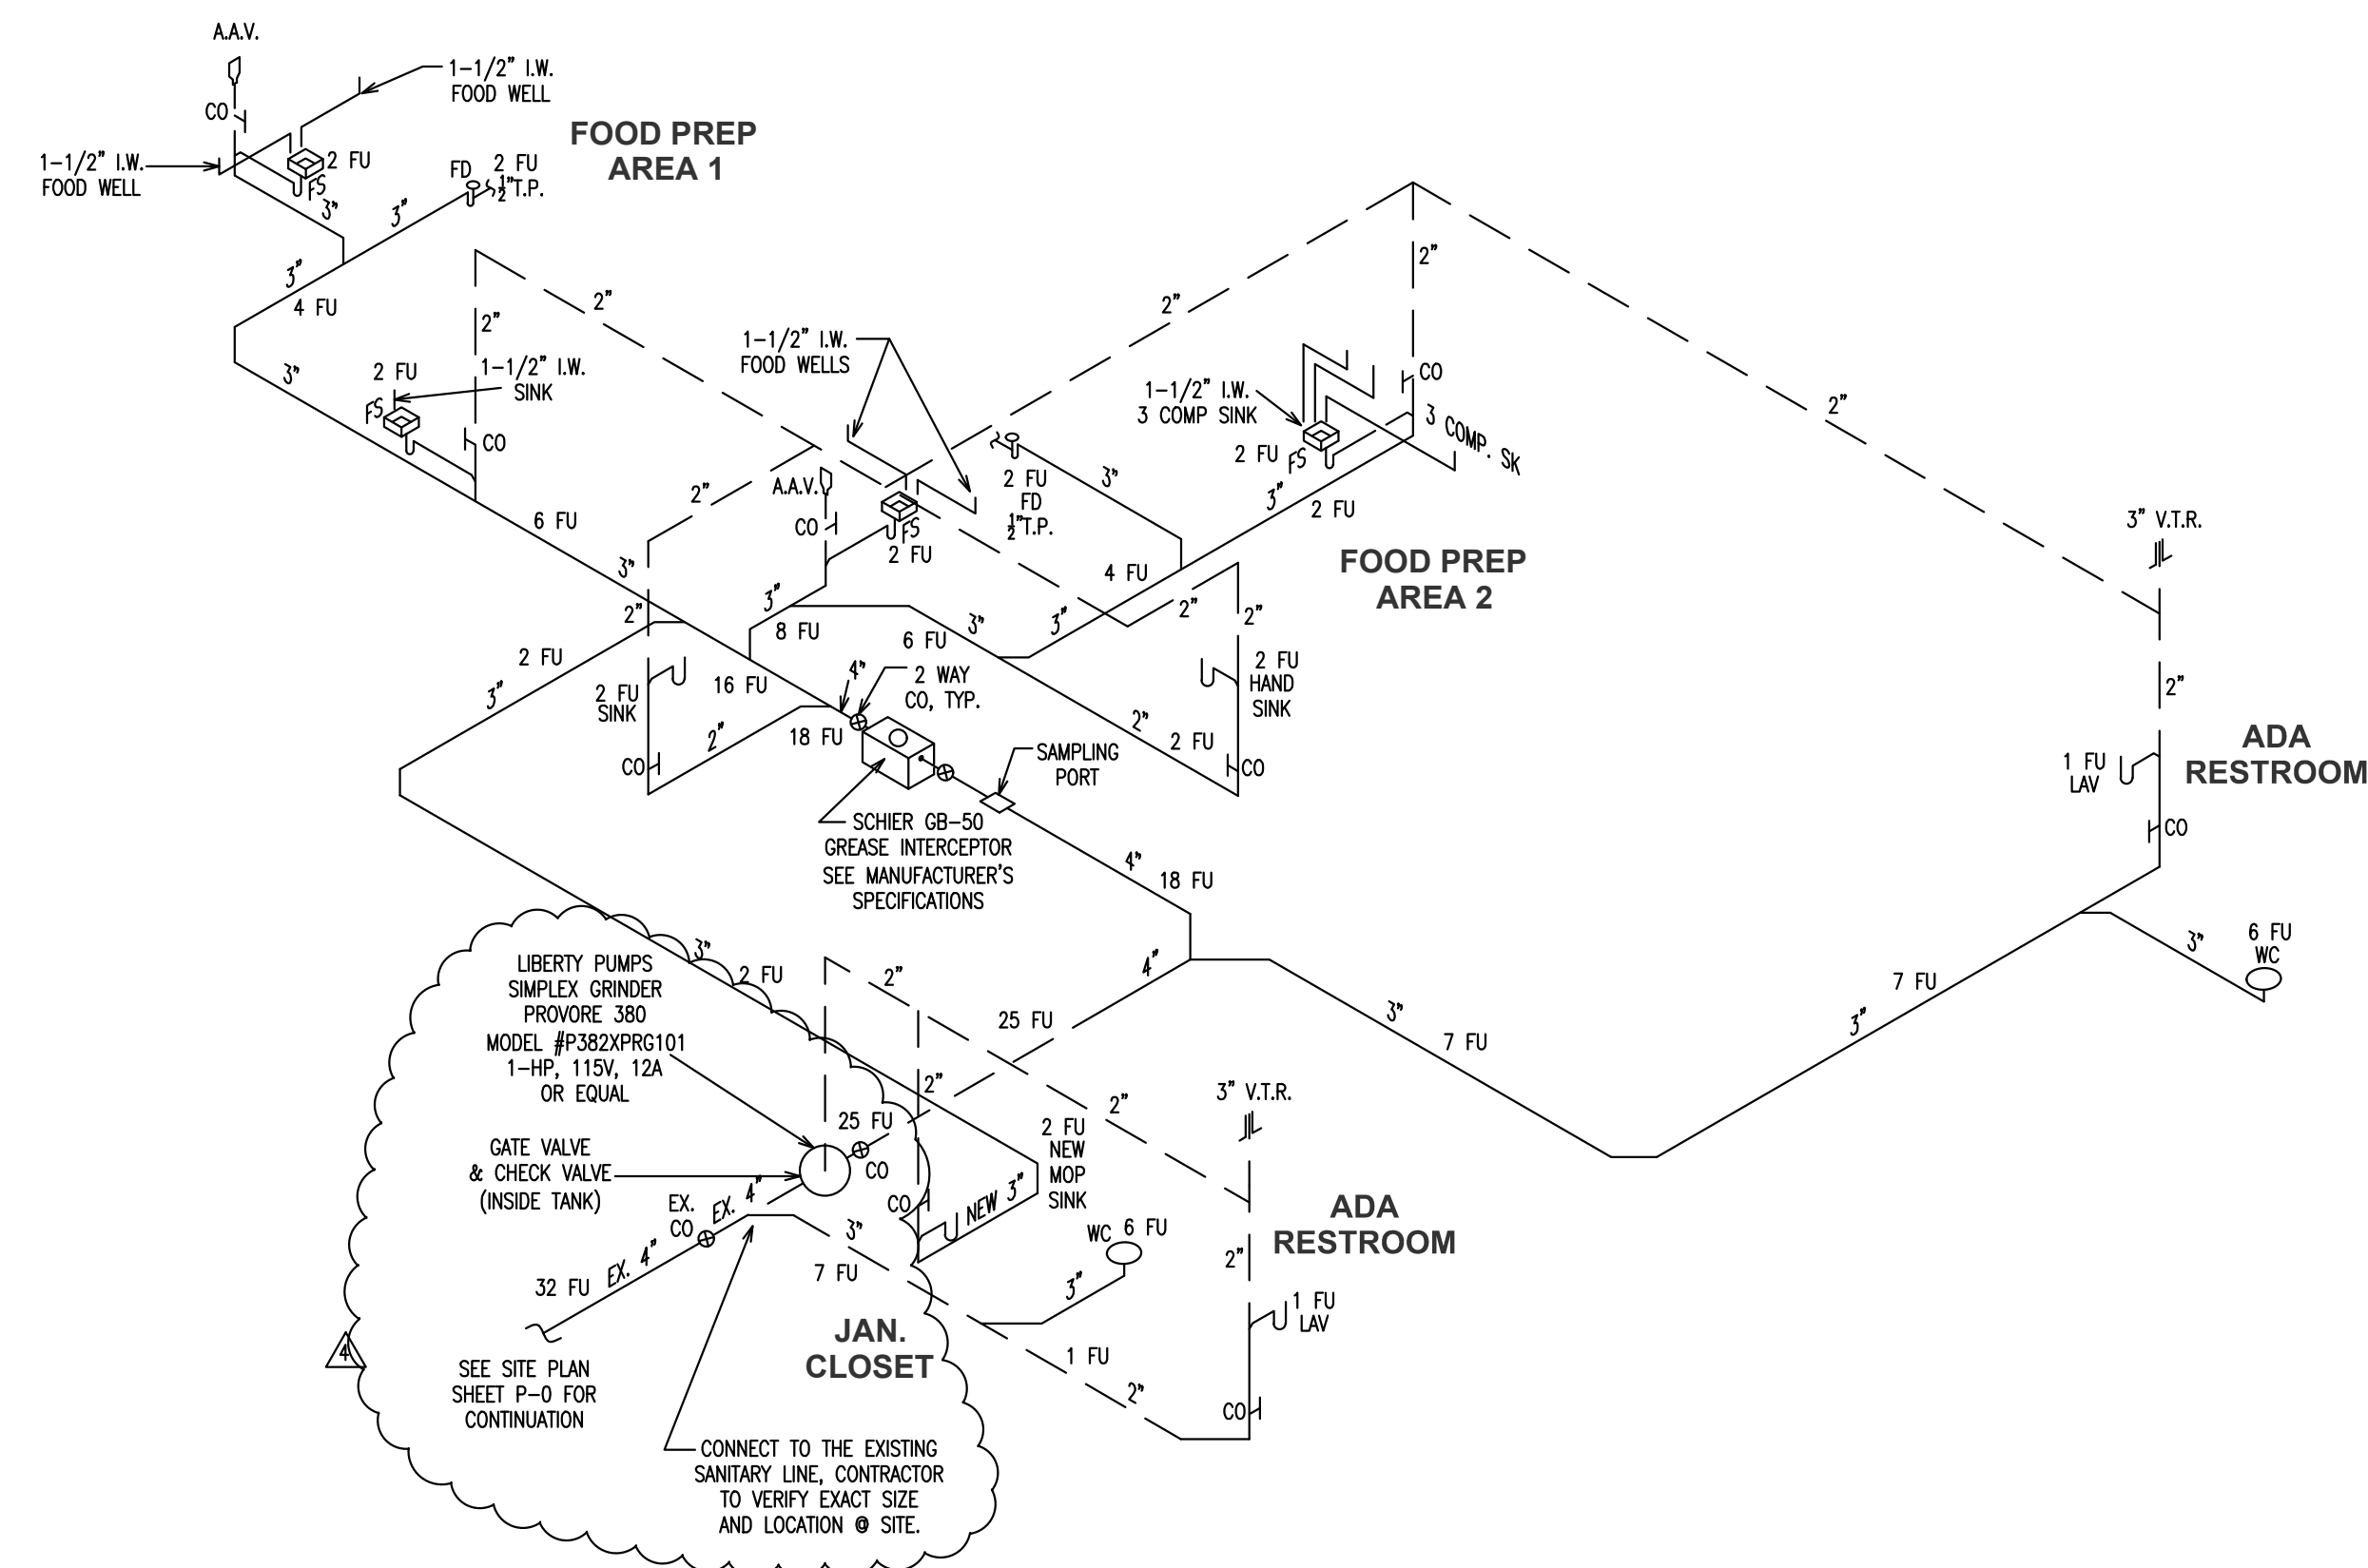 A.A.V.
CO
1-1/2" I.W.
FOOD WELL
1-1/2" I.W.
FOOD WELL
2 FU
FS
3"
3"
FD
2 FU
½"T.P.
FOOD PREP
AREA 1
3"
4 FU
3"
2 FU
FS
1-1/2" I.W.
SINK
2"
2"
CO
6 FU
3"
1-1/2" I.W.
FOOD WELLS
2"
A.A.V.
CO
FS
2 FU
2"
2"
2"
1-1/2" I.W.
3 COMP SINK
2 FU
FS
CO
3 COMP. SK
3"
2 FU
2 FU
FD
½"T.P.
3"
4 FU
FOOD PREP
AREA 2
3"
3"
8 FU
6 FU
3"
2"
2"
2 FU
HAND
SINK
2"
2 FU
CO
2"
2 FU
3"
2 FU
SINK
CO
2"
16 FU
4"
2 WAY
CO, TYP.
18 FU
SAMPLING
PORT
SCHIER GB-50
GREASE INTERCEPTOR
SEE MANUFACTURER'S
SPECIFICATIONS
4"
18 FU
3" V.T.R.
2"
1 FU
LAV
CO
ADA
RESTROOM
3"
6 FU
WC
7 FU
3"
3"
7 FU
4"
25 FU
3"
2 FU
LIBERTY PUMPS
SIMPLEX GRINDER
PROVORE 380
MODEL #P382XPRG101
1-HP, 115V, 12A
OR EQUAL
2"
2"
2"
25 FU
CO
GATE VALVE
& CHECK VALVE
(INSIDE TANK)
EX.
CO
EX. 4"
EX. 4"
32 FU
CO
NEW 3"
2 FU
NEW
MOP
SINK
3" V.T.R.
ADA
RESTROOM
2"
WC
6 FU
3"
3"
7 FU
1 FU
LAV
1 FU
2"
CO
JAN.
CLOSET
4
SEE SITE PLAN
SHEET P-0 FOR
CONTINUATION
CONNECT TO THE EXISTING
SANITARY LINE, CONTRACTOR
TO VERIFY EXACT SIZE
AND LOCATION @ SITE.